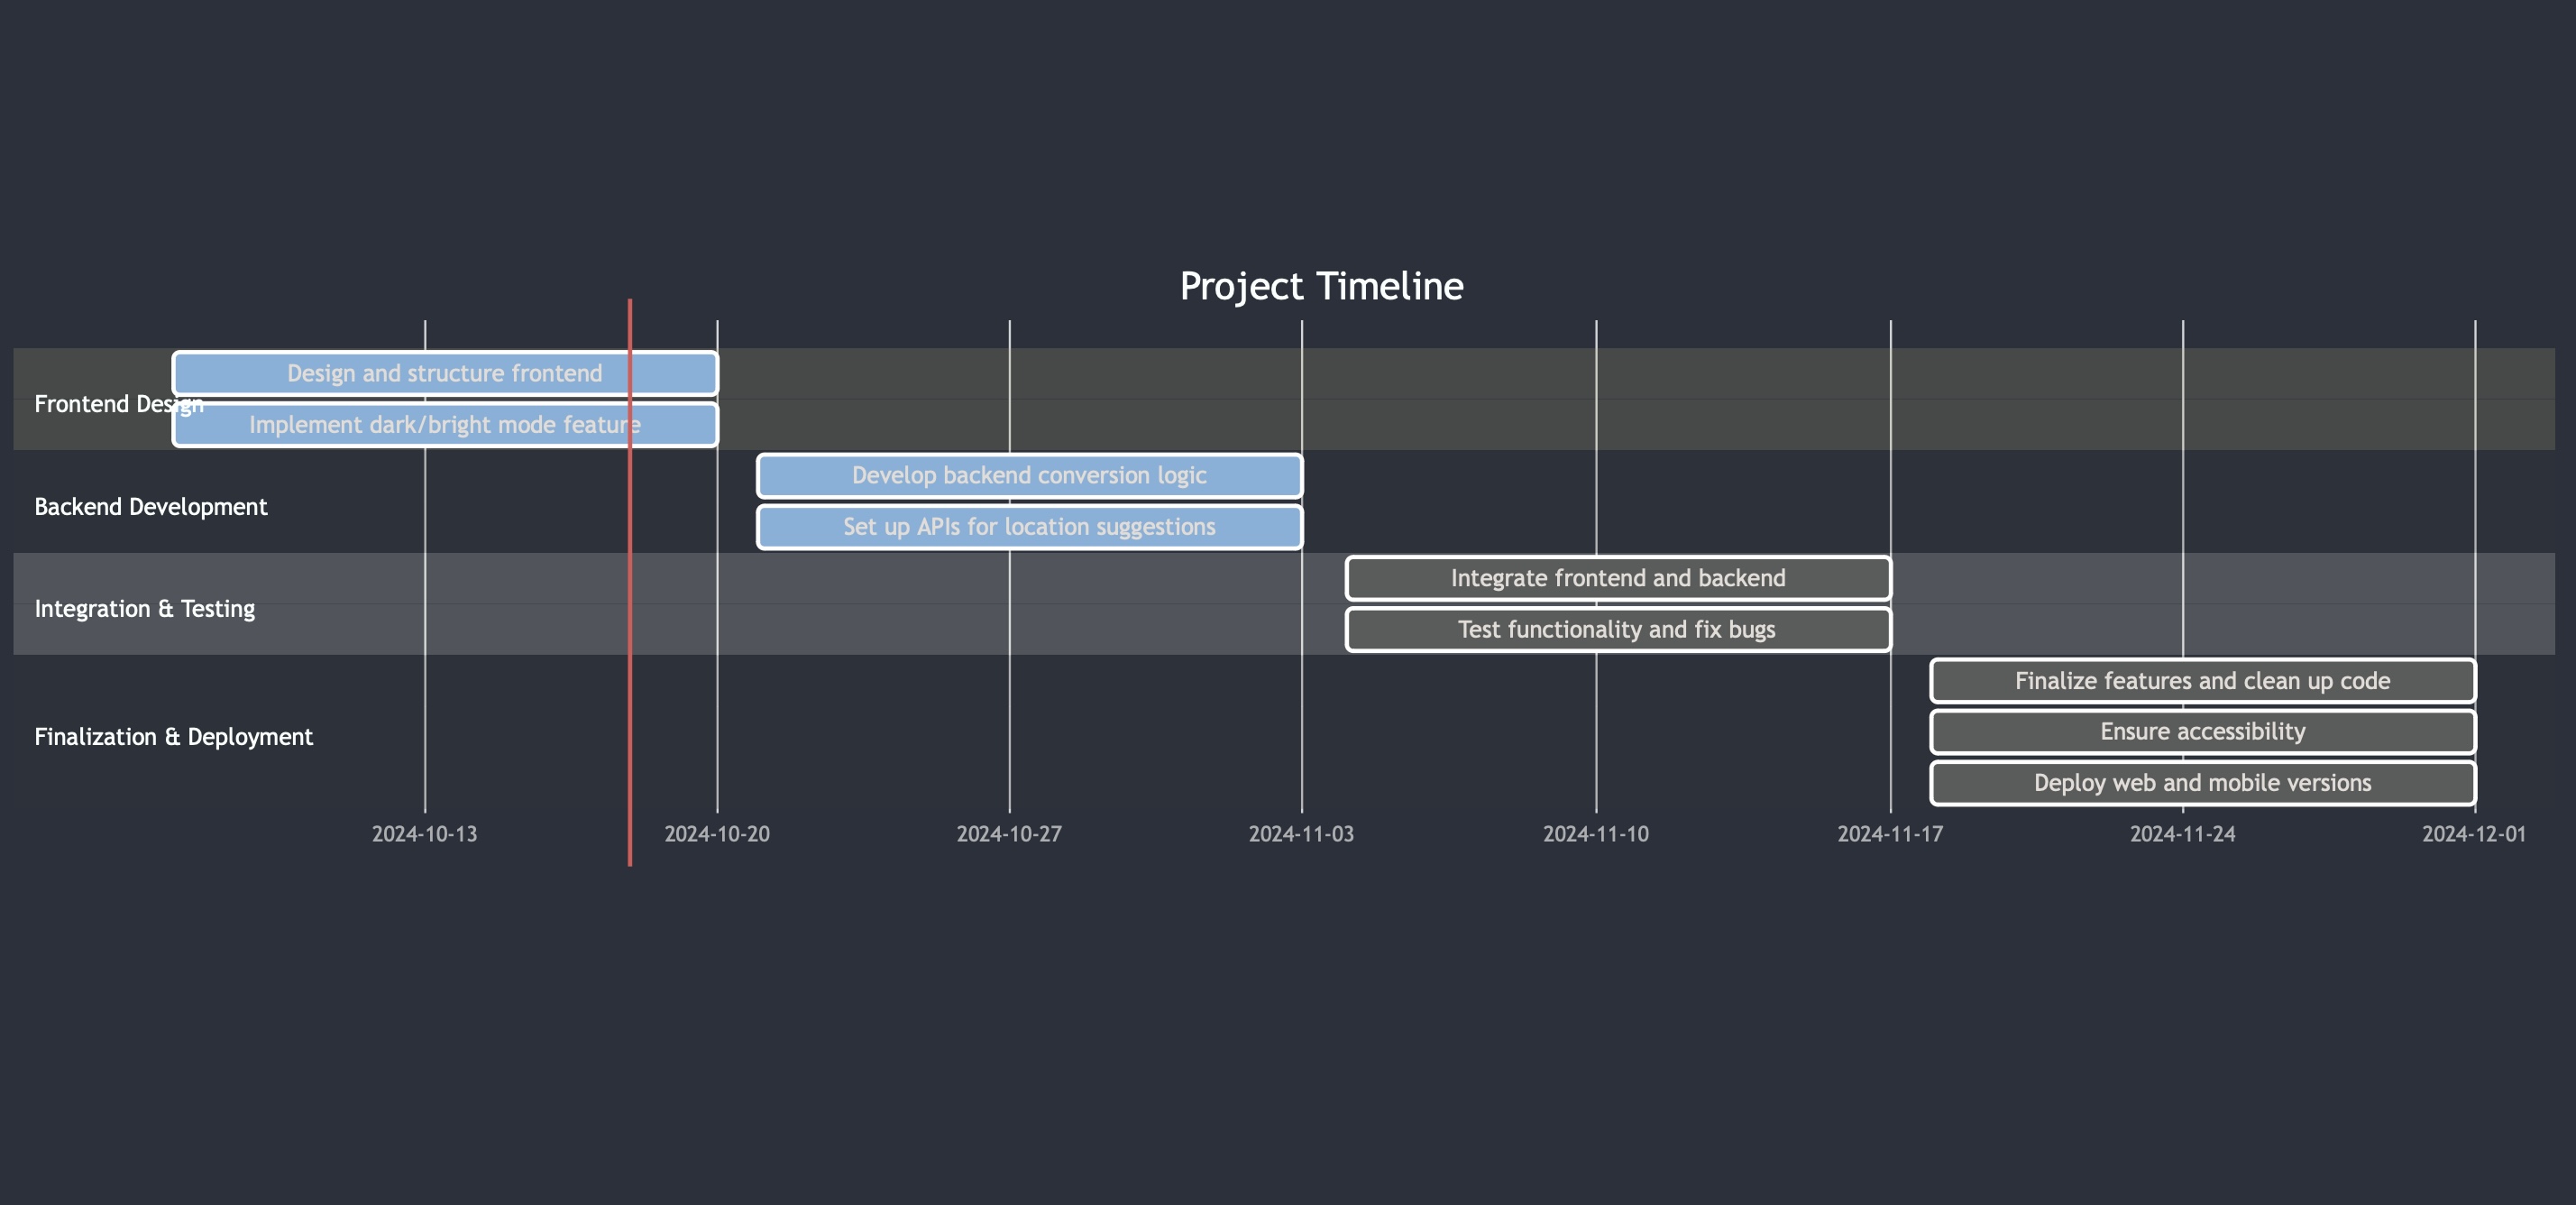 Project Timeline
Design and structure frontend
Frontend Design
Implement dark/bright mode feature
Develop backend conversion logic
Backend Development
Set up APIs for location suggestions
Integrate frontend and backend
Integration & Testing
Test functionality and fix bugs
Finalize features and clean up code
Finalization & Deployment
Ensure accessibility
Deploy web and mobile versions
2024-10-13
2024-10-20
2024-10-27
2024-11-03
2024-11-10
2024-11-17
2024-11-24
2024-12-01